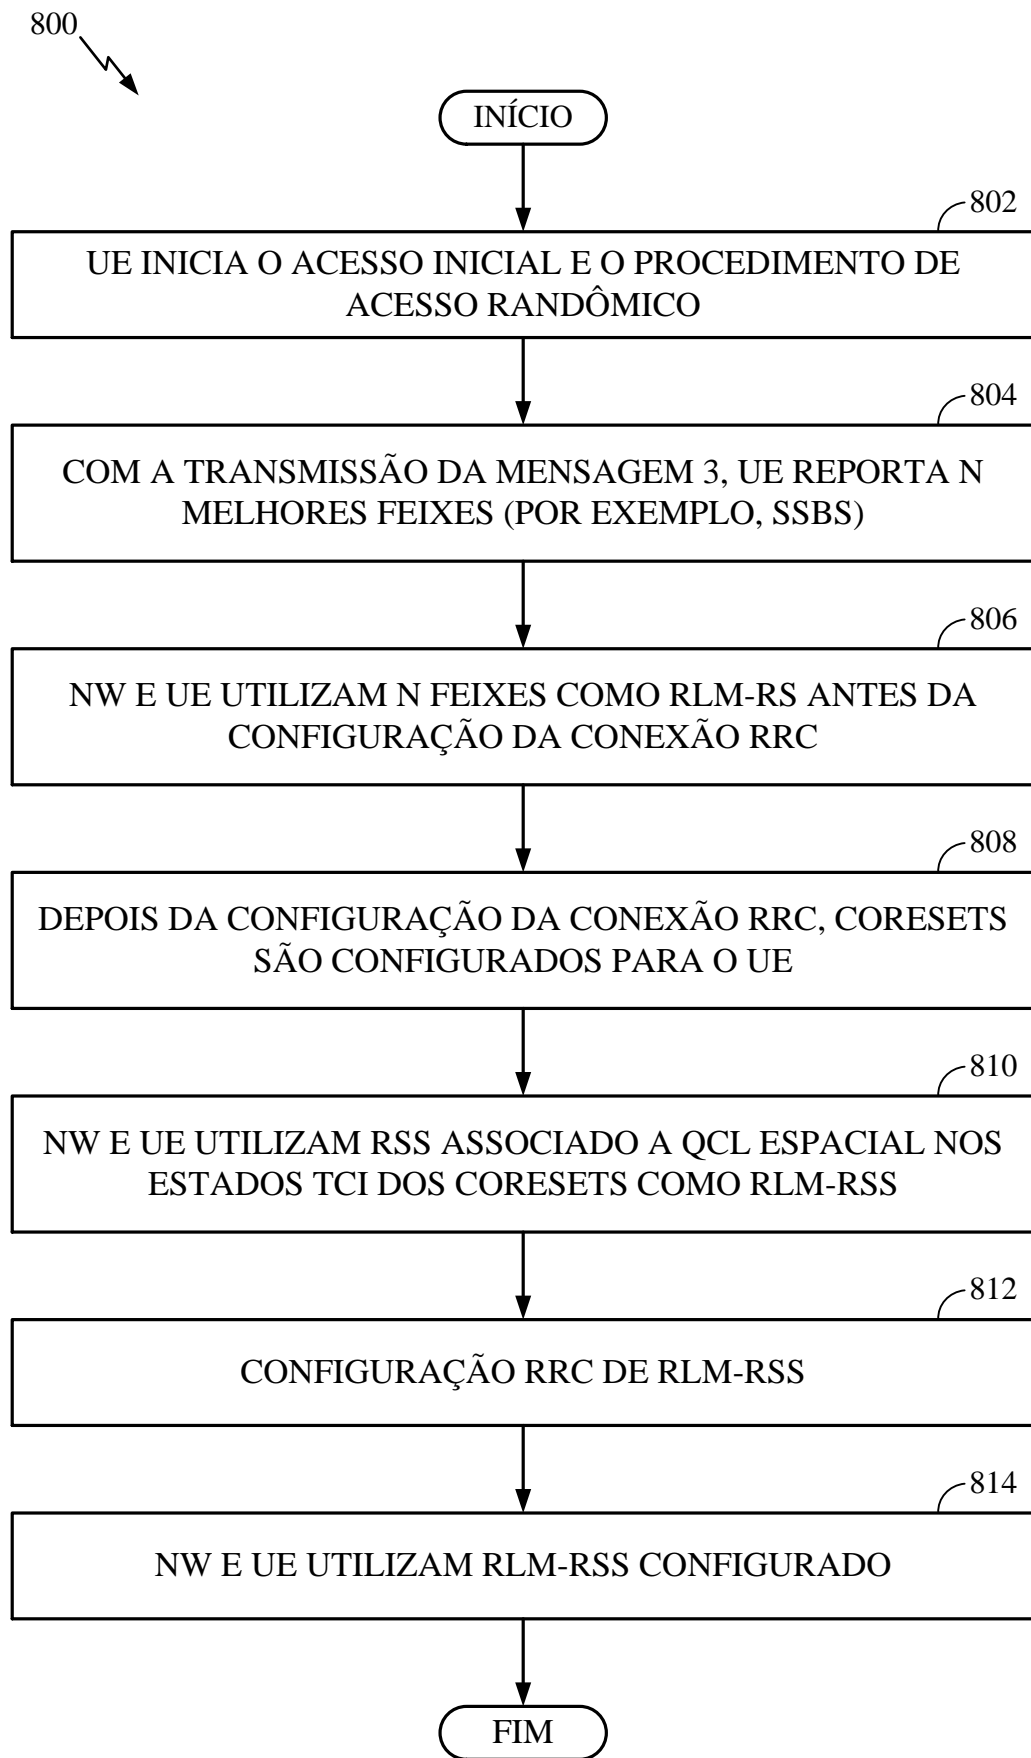 800
INÍCIO
802
UE INICIA O ACESSO INICIAL E O PROCEDIMENTO DE
ACESSO RANDÔMICO
804
COM A TRANSMISSÃO DA MENSAGEM 3, UE REPORTA N
MELHORES FEIXES (POR EXEMPLO, SSBS)
806
NW E UE UTILIZAM N FEIXES COMO RLM-RS ANTES DA
CONFIGURAÇÃO DA CONEXÃO RRC
808
DEPOIS DA CONFIGURAÇÃO DA CONEXÃO RRC, CORESETS
SÃO CONFIGURADOS PARA O UE
810
NW E UE UTILIZAM RSS ASSOCIADO A QCL ESPACIAL NOS
ESTADOS TCI DOS CORESETS COMO RLM-RSS
812
CONFIGURAÇÃO RRC DE RLM-RSS
814
NW E UE UTILIZAM RLM-RSS CONFIGURADO
FIM